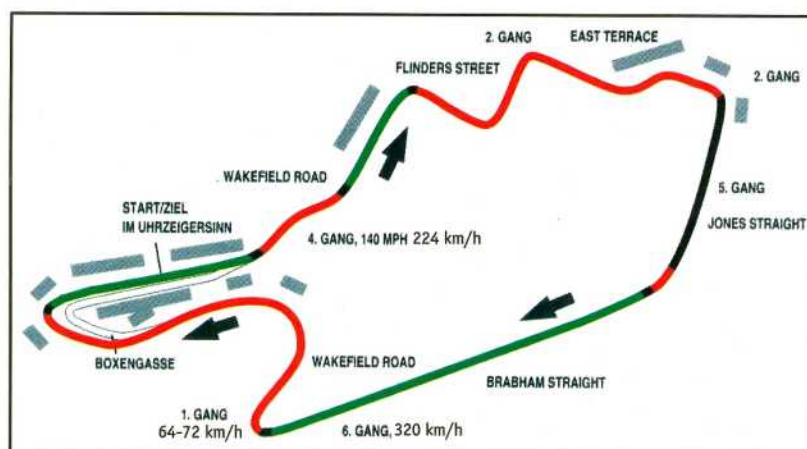 2. GANG
EAST TERRACE
FLINDERS STREET
2. GANG
WAKEFIELD ROAD
5. GANG
START/ZIEL
IM UHRZEIGERSINN
JONES STRAIGHT
4. GANG, 140 MPH 224 km/h
BOXENGASSE
WAKEFIELD ROAD
BRABHAM STRAIGHT
1. GANG
64-72 km/h
6. GANG, 320 km/h